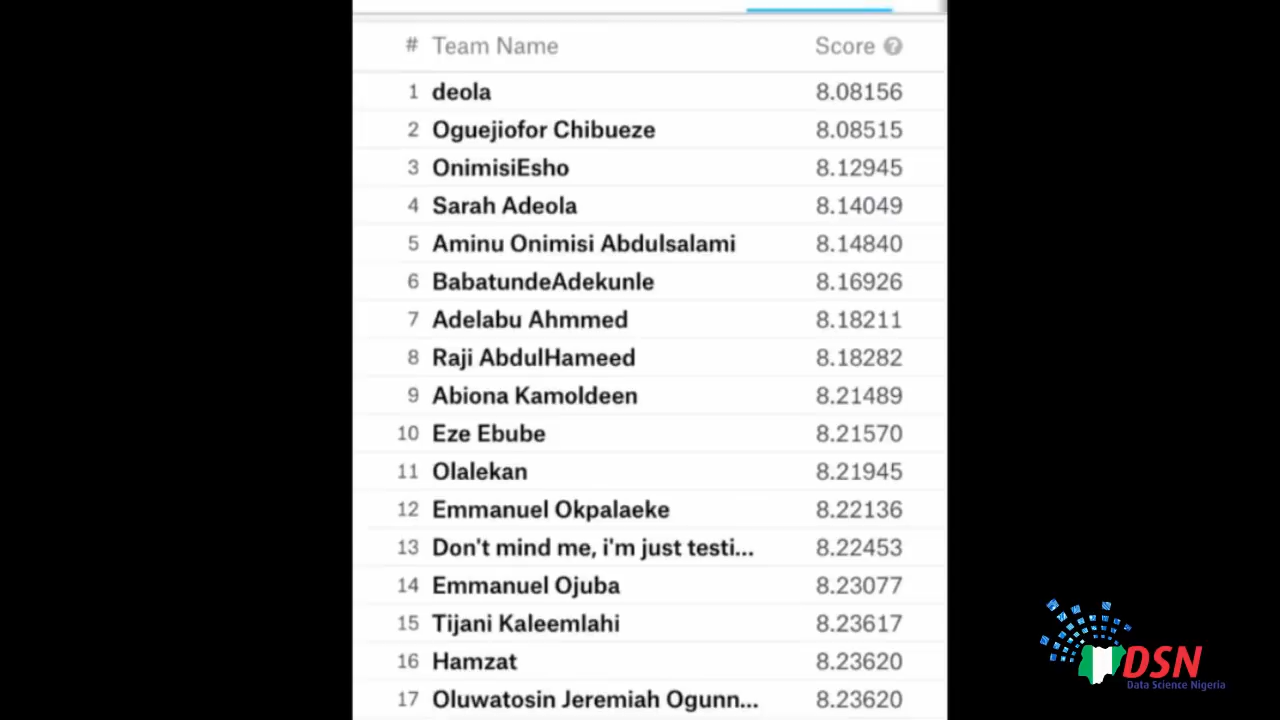 # Team Name Score ?
1 deola 8.08156
2 Oguejiofor Chibueze 8.08515
3 OnimisiEsho 8.12945
4 Sarah Adeola 8.14049
5 Aminu Onimisi Abdulsalami 8.14840
6 BabatundeAdekunle 8.16926
7 Adelabu Ahmmed 8.18211
8 Raji AbdulHameed 8.18282
9 Abiona Kamoldeen 8.21489
10 Eze Ebube 8.21570
11 Olalekan 8.21945
12 Emmanuel Okpalaeke 8.22136
13 Don't mind me, i'm just testi... 8.22453
14 Emmanuel Ojuba 8.23077
15 Tijani Kaleemlahi 8.23617
16 Hamzat 8.23620
17 Oluwatosin Jeremiah Ogunn... 8.23620
DSN
Data Science Nigeria